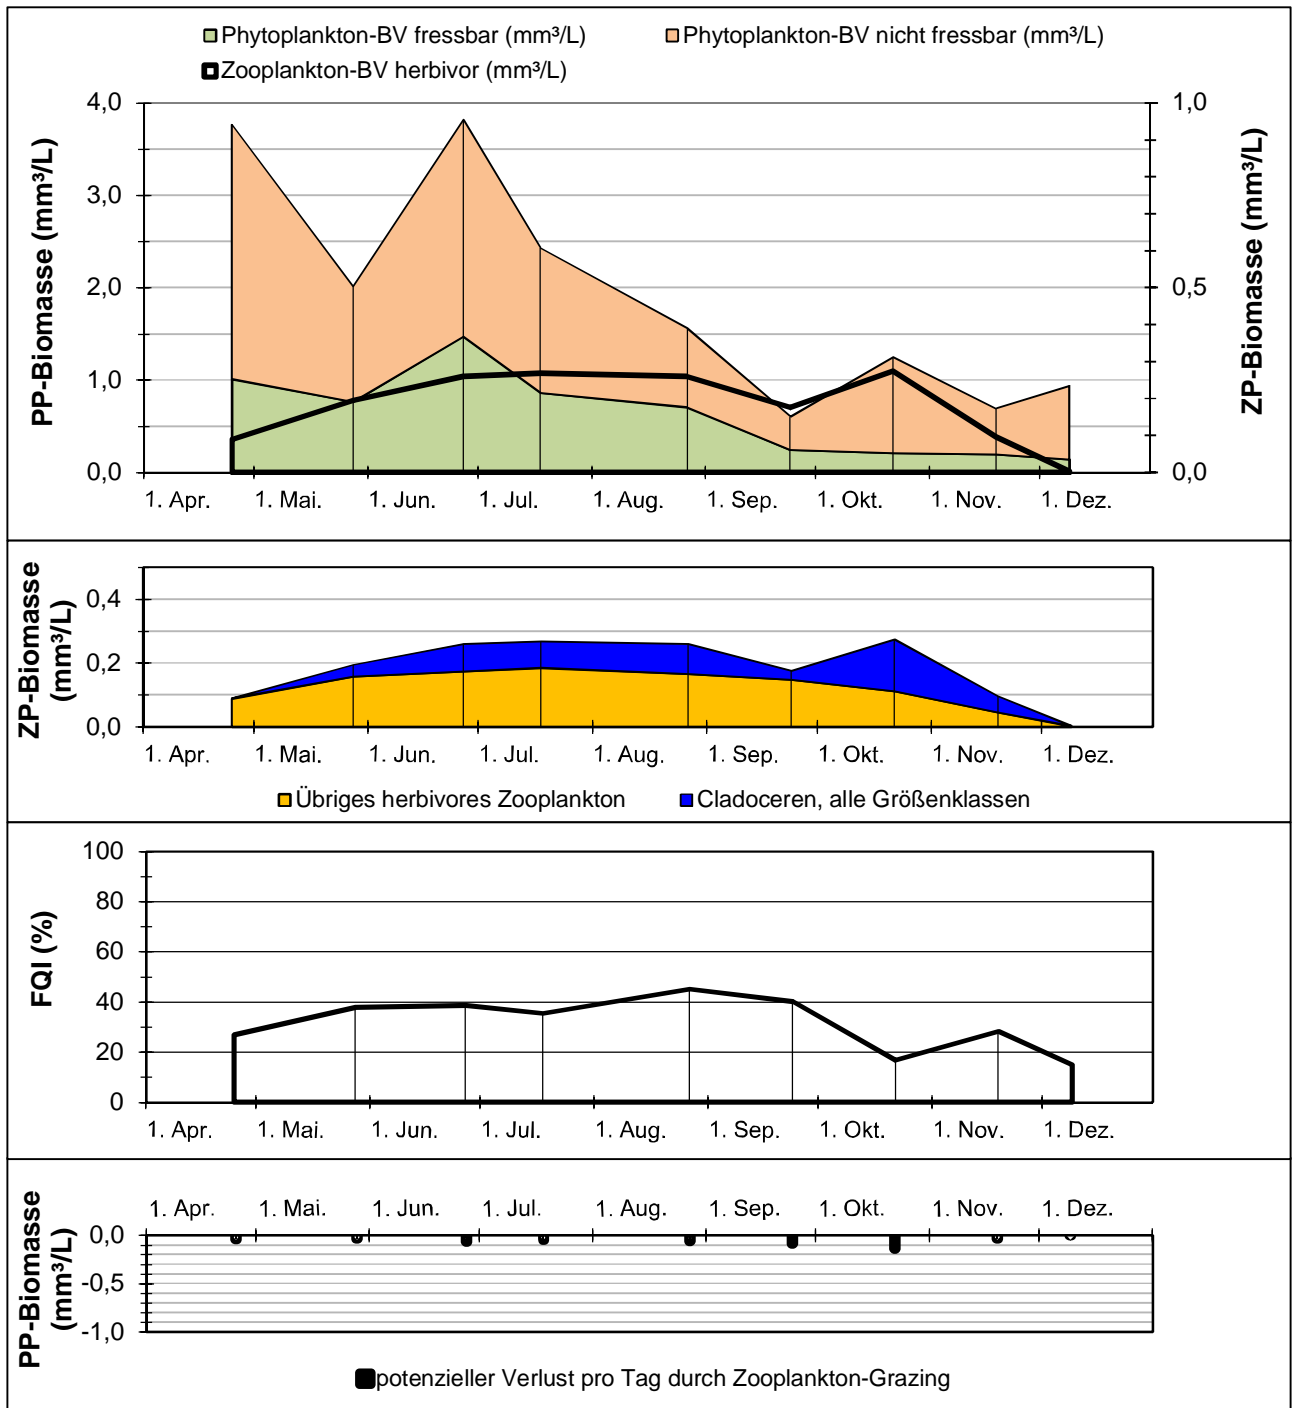 Phytoplankton-BV fressbar (mm³/L) Phytoplankton-BV nicht fressbar (mm³/L)
Zooplankton-BV herbivor (mm³/L)
PP-Biomasse (mm³/L)
4,0
3,0
2,0
1,0
0,0
1,0
0,5
0,0
ZP-Biomasse (mm³/L)
1. Apr. 1. Mai. 1. Jun. 1. Jul. 1. Aug. 1. Sep. 1. Okt. 1. Nov. 1. Dez.
ZP-Biomasse
(mm³/L)
0,4
0,2
0,0
1. Apr. 1. Mai. 1. Jun. 1. Jul. 1. Aug. 1. Sep. 1. Okt. 1. Nov. 1. Dez.
Übriges herbivores Zooplankton Cladoceren, alle Größenklassen
FQI (%)
100
80
60
40
20
0
1. Apr. 1. Mai. 1. Jun. 1. Jul. 1. Aug. 1. Sep. 1. Okt. 1. Nov. 1. Dez.
PP-Biomasse
(mm³/L)
1. Apr. 1. Mai. 1. Jun. 1. Jul. 1. Aug. 1. Sep. 1. Okt. 1. Nov. 1. Dez.
0,0
-0,5
-1,0
potenzieller Verlust pro Tag durch Zooplankton-Grazing